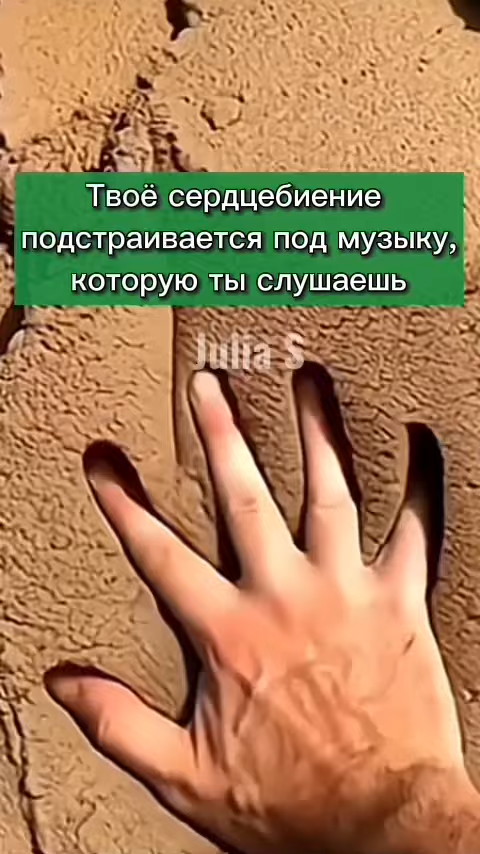 Твоё сердцебиение
подстраивается под музыку,
которую ты слушаешь
Julia S